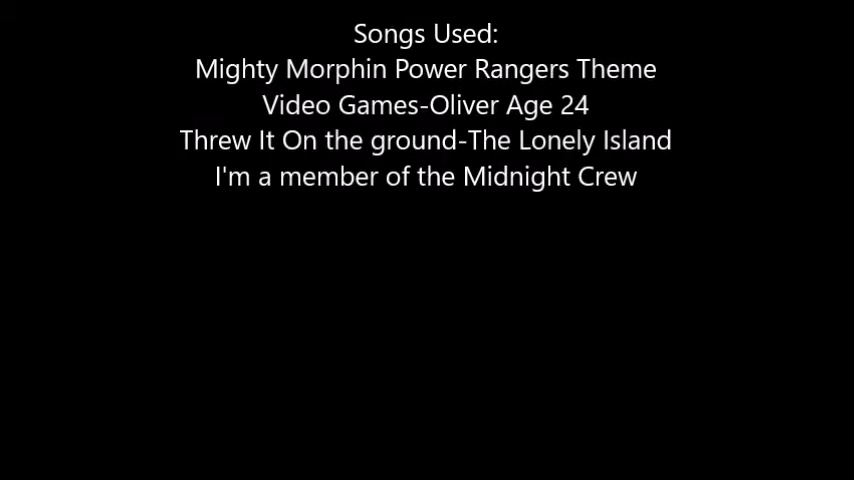 Songs Used:
Mighty Morphin Power Rangers Theme
Video Games-Oliver Age 24
Threw It On the ground-The Lonely Island
I'm a member of the Midnight Crew